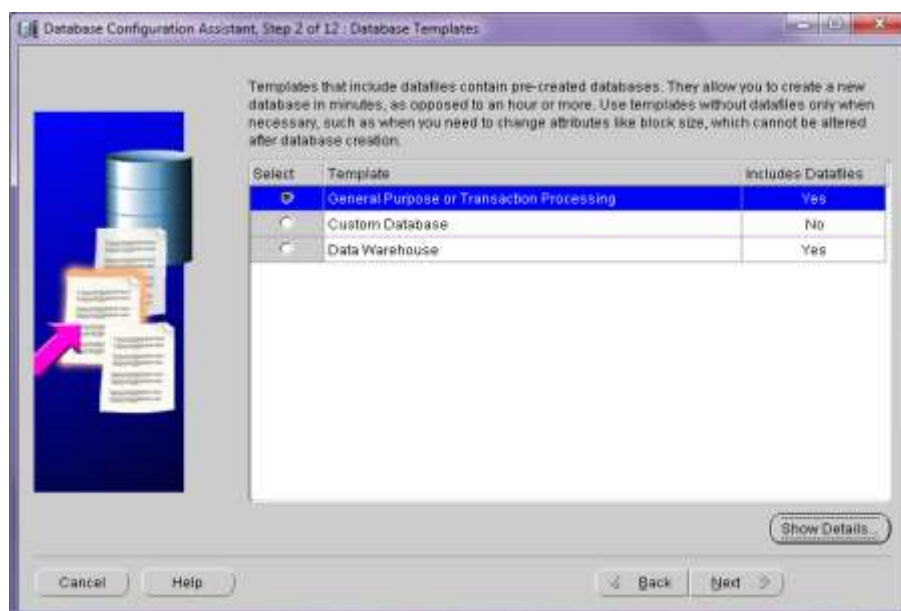 Database Configuration Assistant, Step 2 of 12 : Database Templates
Templates that include datafiles contain pre-created databases. They allow you to create a new
database in minutes, as opposed to an hour or more. Use templates without datafiles only when
necessary, such as when you need to change attributes like block size, which cannot be altered
after database creation.
Select Template Includes Datafiles
General Purpose or Transaction Processing Yes
Custom Database No
Data Warehouse Yes
Show Details...
Cancel Help Back Next